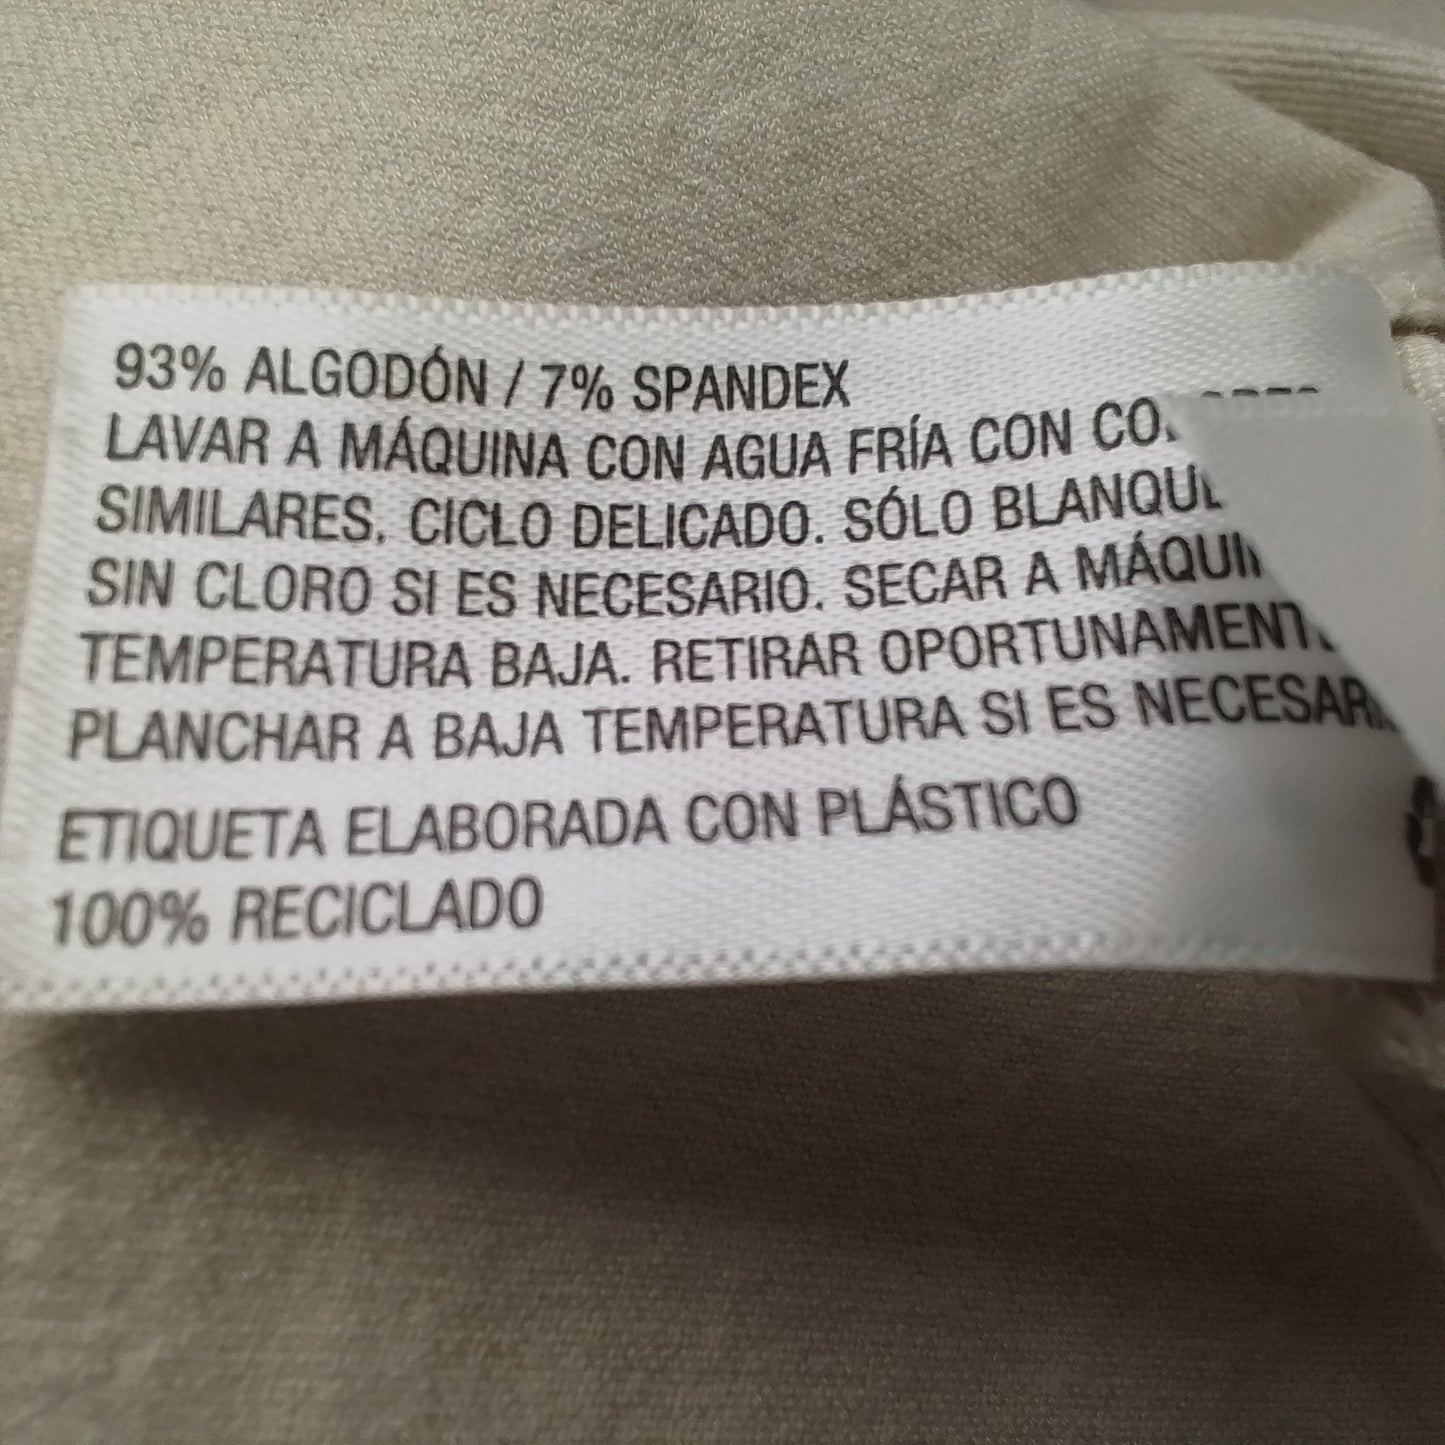 93% ALGODÓN / 7% SPANDEX
LAVAR A MÁQUINA CON AGUA FRÍA CON
SIMILARES. CICLO DELICADO. SÓLO
SIN CLORO SI ES NECESARIO. SECAR A
TEMPERATURA BAJA. RETIRAR
PLANCHAR A BAJA TEMPERATURA SI ES
ETIQUETA ELABORADA CON PLÁSTICO
100% RECICLADO